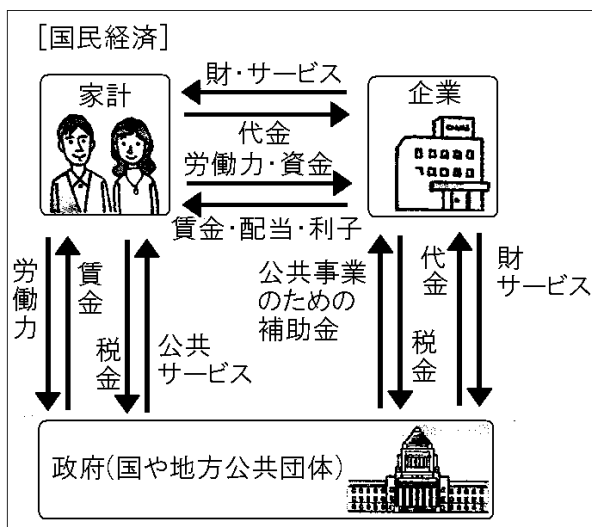 [国民経済]
家計
財・サービス
企業
代金
労働力・資金
賃金・配当・利子
労働力
賃金
税金
公共
サービス
公共事業
のための
補助金
税金
代金
財
サービス
政府(国や地方公共団体)